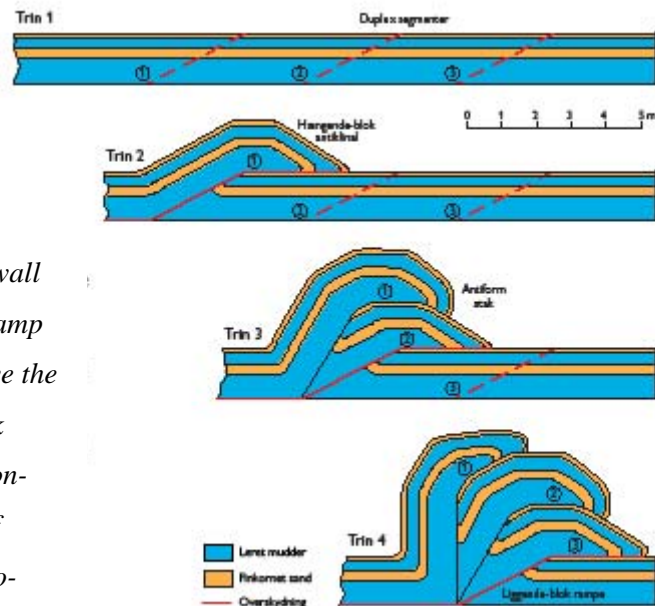 Trin 1
Duplex segmenter
1
2
3
0 1 2 3 4 5 m
Trin 2
Hængende-blok
antiklinal
1
2
3
wall
ramp
e the
Trin 3
Antiform
stak
1
2
3
on-
Trin 4
1
2
3
Leret mudder
Finkornet sand
Overskydning
Liggende-blok rampe
o-